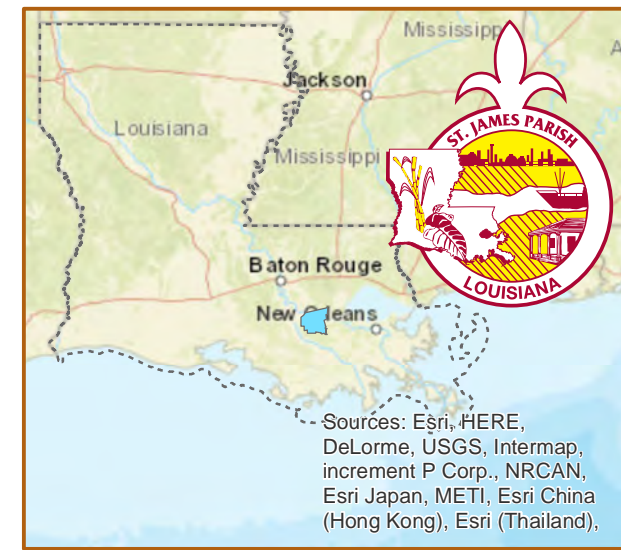 Mississipp
A
Jackson
Louisiana
Mississippi
ST. JAMES PARISH
LOUISIANA
Baton Rouge
New Orleans
Sources: Esri, HERE,
DeLorme, USGS, Intermap,
increment P Corp., NRCAN,
Esri Japan, METI, Esri China
(Hong Kong), Esri (Thailand),